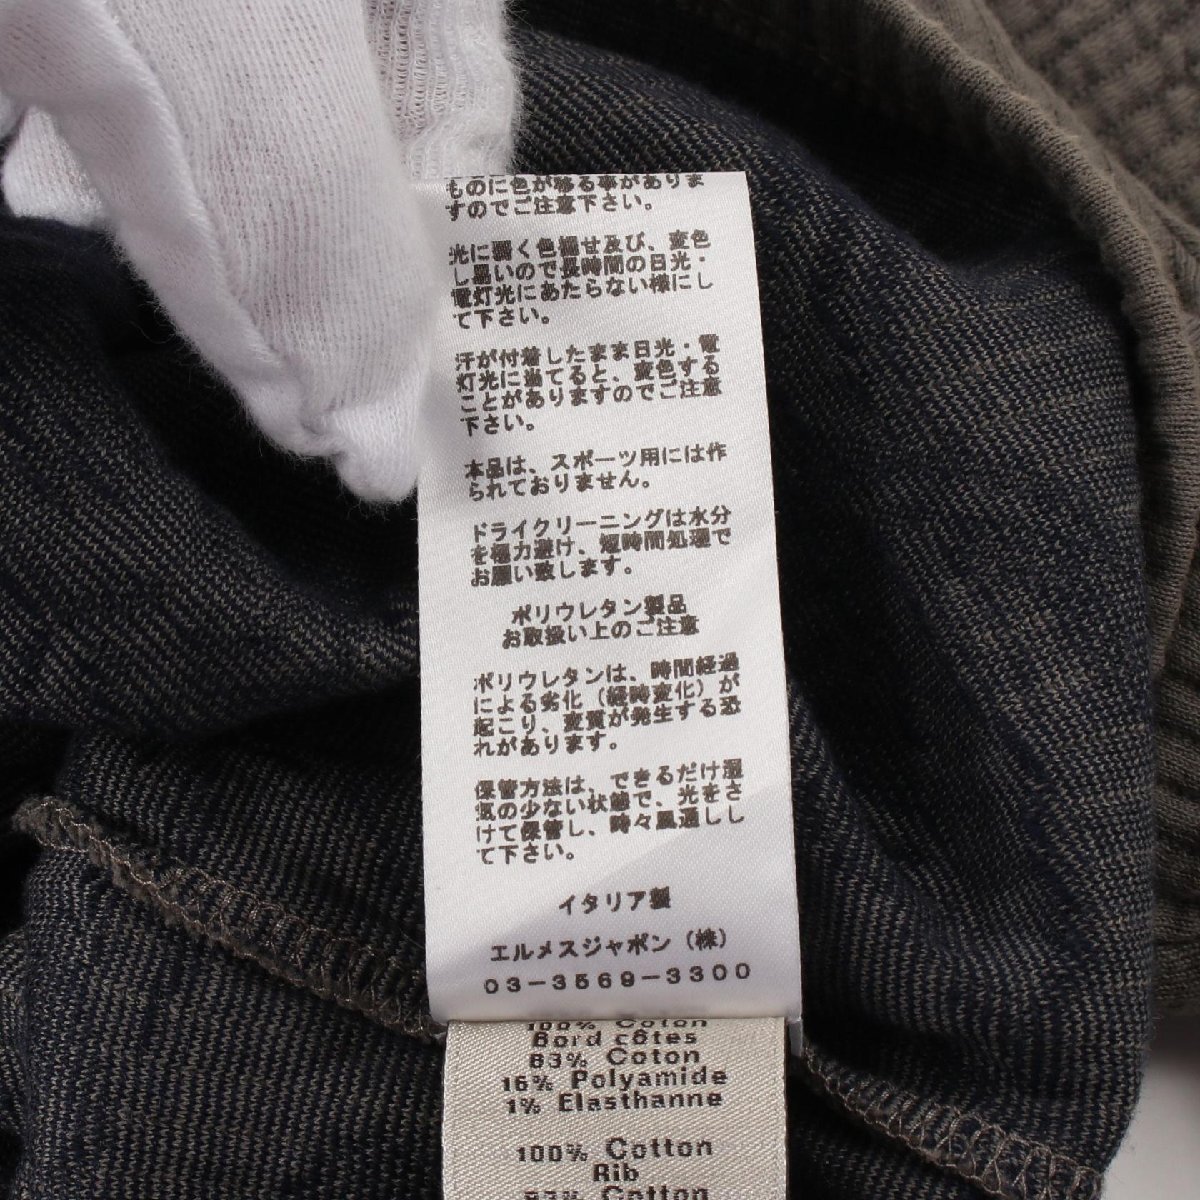 ものに色が移る事がありま
すのでご注意下さい。
光に弱く色褪せ及び、変色
し易いので長時間の日光・
電灯光にあたらない様にし
て下さい。
汗が付着したまま日光・電
灯光に当てると、変色する
ことがありますのでご注意
下さい。
本品は、スポーツ用には作
られておりません。
ドライクリーニングは水分
を極力避け、短時間処理で
お願い致します。
ポリウレタン製品
お取扱い上のご注意
ポリウレタンは、時間経過
による劣化（経時変化）が
起こり、変質が発生する恐
れがあります。
保管方法は、できるだけ湿
気の少ない状態で、光をさ
けて保管し、時々風通しし
て下さい。
イタリア製
エルメスジャポン（株）
03-3569-3300
100% Coton
Bord côtes
83% Coton
16% Polyamide
1% Elasthanne
100% Cotton
Rib
83% Cotton